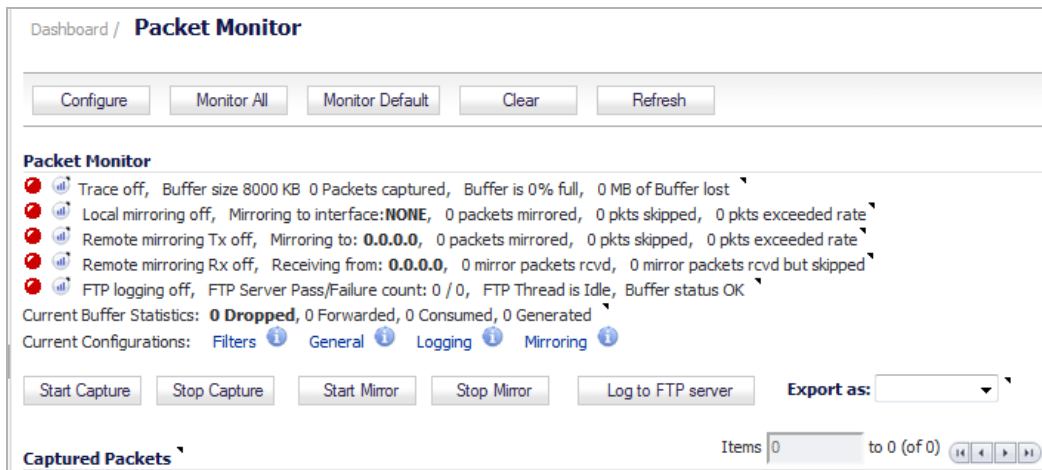 Dashboard / Packet Monitor
Configure Monitor All Monitor Default Clear Refresh
Packet Monitor
Trace off, Buffer size 8000 KB 0 Packets captured, Buffer is 0% full, 0 MB of Buffer lost
Local mirroring off, Mirroring to interface:NONE, 0 packets mirrored, 0 pkts skipped, 0 pkts exceeded rate
Remote mirroring Tx off, Mirroring to: 0.0.0.0, 0 packets mirrored, 0 pkts skipped, 0 pkts exceeded rate
Remote mirroring Rx off, Receiving from: 0.0.0.0, 0 mirror packets rcvd, 0 mirror packets rcvd but skipped
FTP logging off, FTP Server Pass/Failure count: 0 / 0, FTP Thread is Idle, Buffer status OK
Current Buffer Statistics: 0 Dropped, 0 Forwarded, 0 Consumed, 0 Generated
Current Configurations: Filters General Logging Mirroring
Start Capture Stop Capture Start Mirror Stop Mirror Log to FTP server Export as:
Captured Packets Items 0 to 0 (of 0)